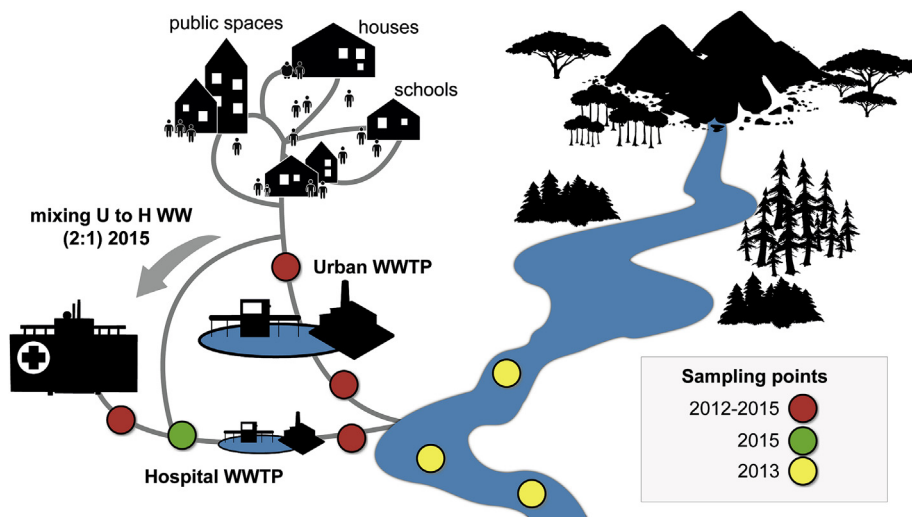 public spaces
houses
schools
mixing U to H WW
(2:1) 2015
Urban WWTP
Hospital WWTP
Sampling points
2012-2015
2015
2013